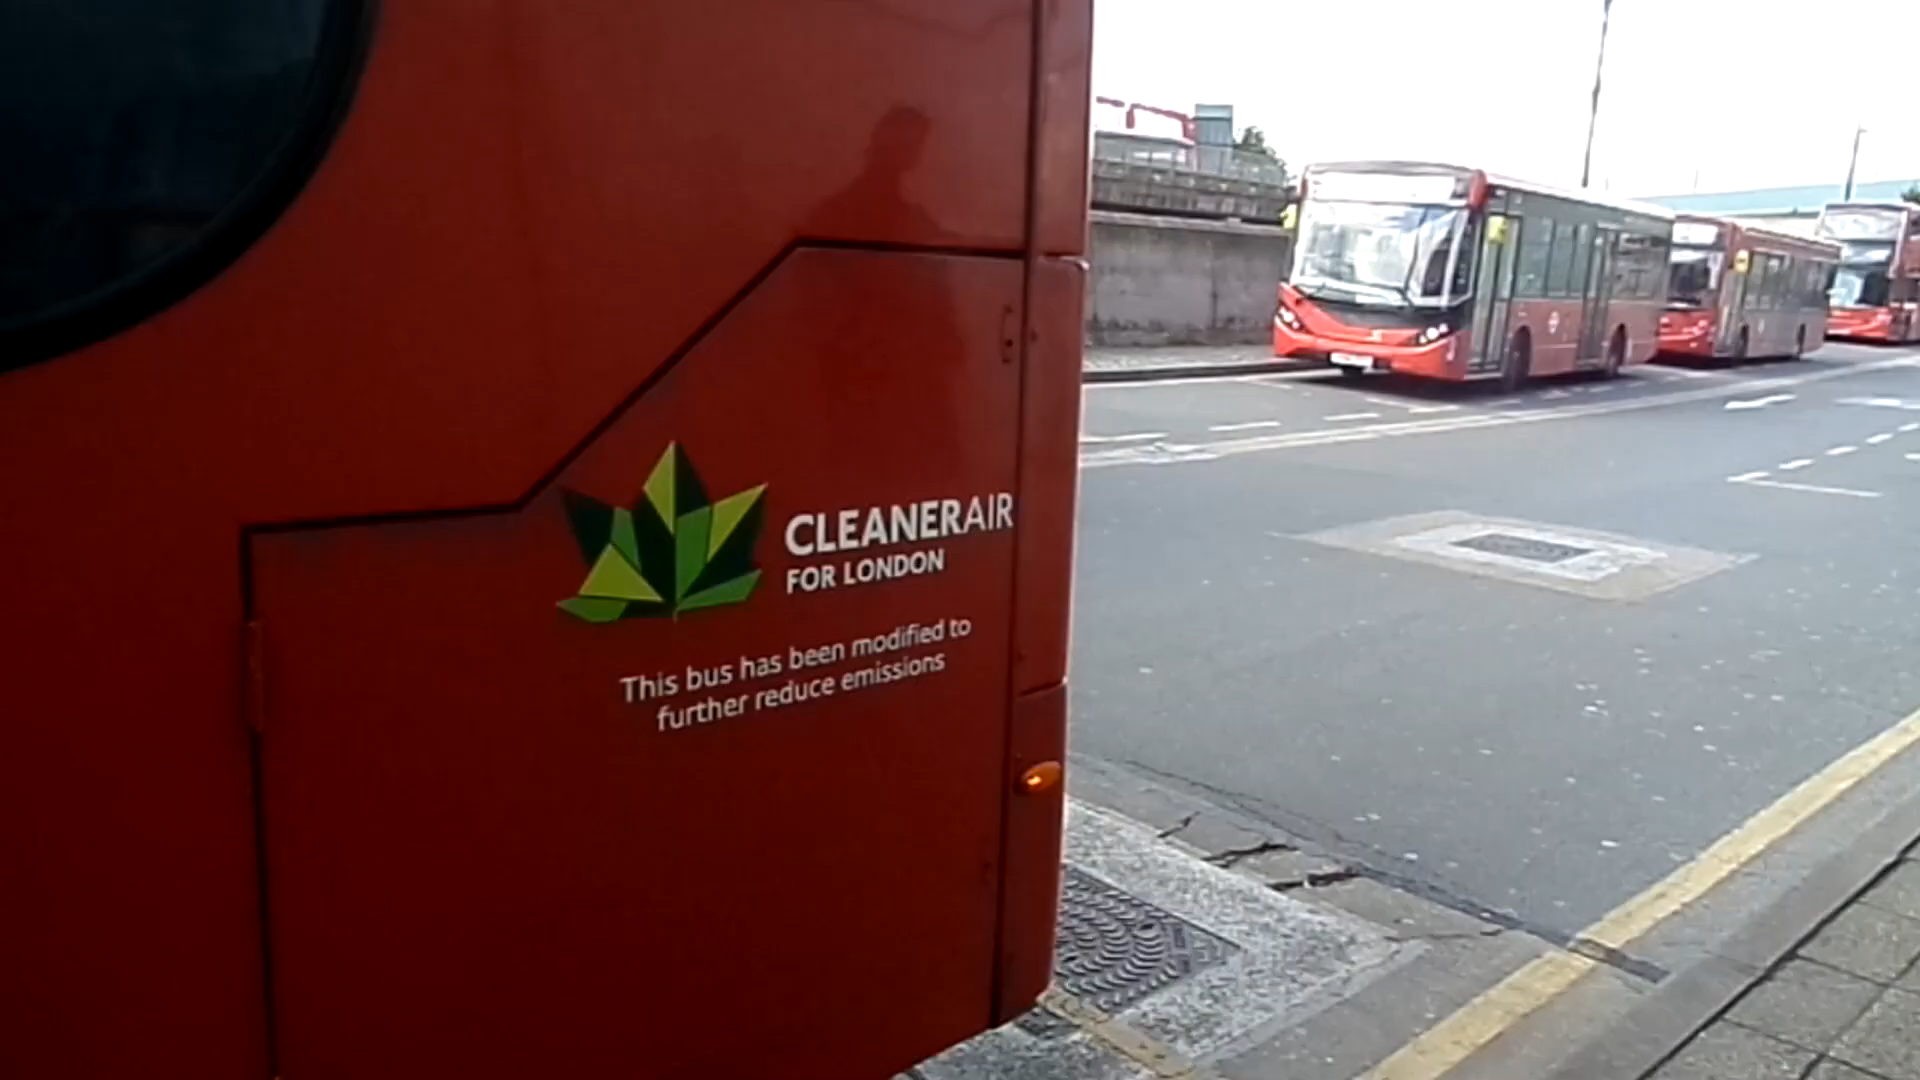 CLEANERAIR
FOR LONDON
This bus has been modified to
further reduce emissions